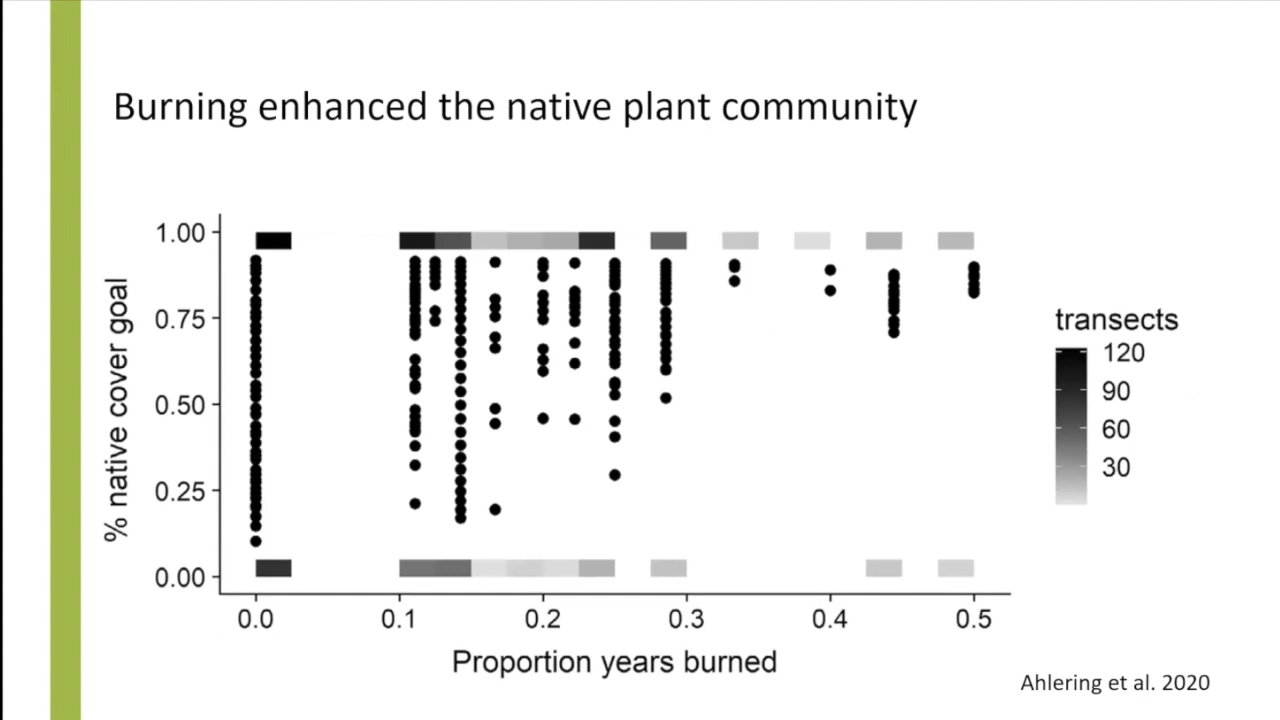 Burning enhanced the native plant community
% native cover goal
1.00
0.75
0.50
0.25
0.00
0.0 0.1 0.2 0.3 0.4 0.5
Proportion years burned
transects
120
90
60
30
Ahlering et al. 2020